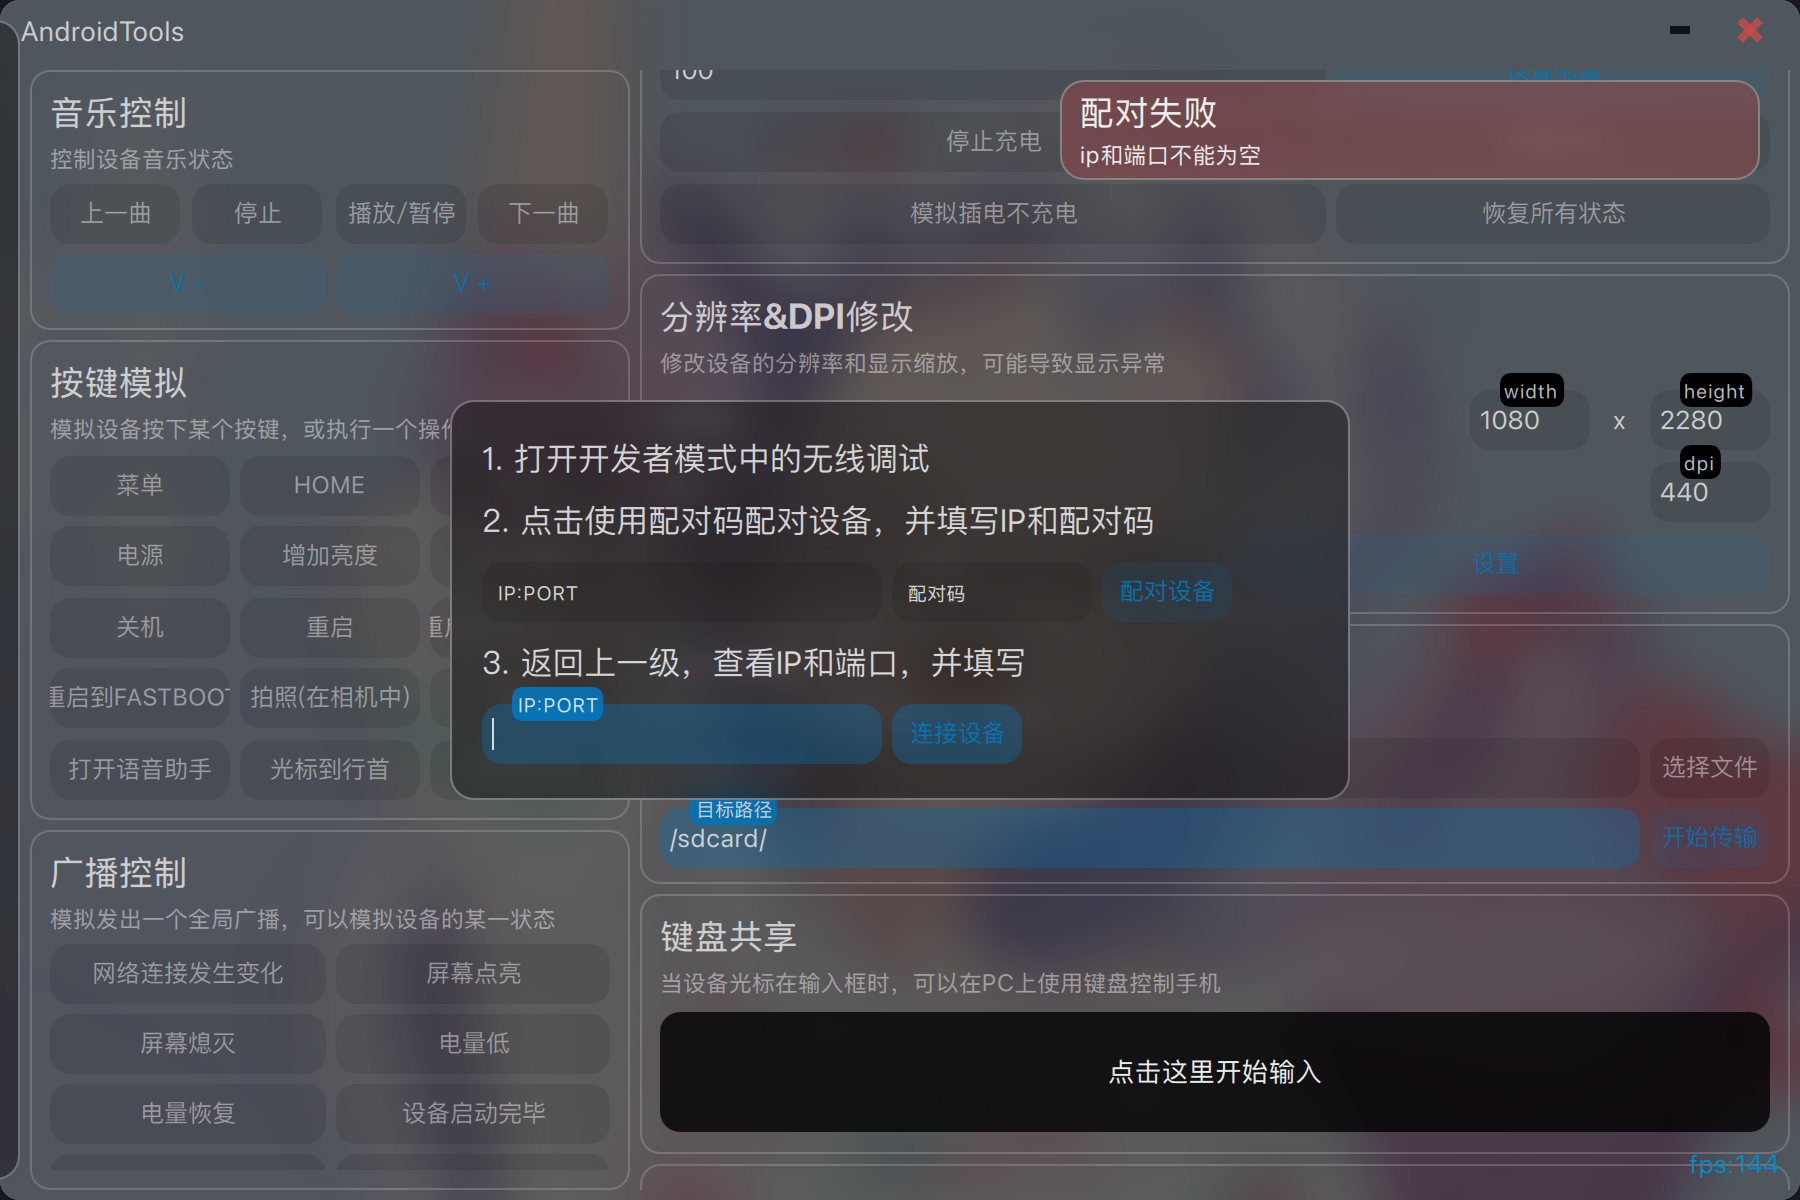 AndroidTools
音乐控制
控制设备音乐状态
上一曲
停止
播放/暂停
下一曲
V -
V +
按键模拟
模拟设备按下某个按键，或执行一个操作
菜单
HOME
电源
增加亮度
关机
重启
重启
重启到FASTBOOT
拍照(在相机中)
打开语音助手
光标到行首
广播控制
模拟发出一个全局广播，可以模拟设备的某一状态
网络连接发生变化
屏幕点亮
屏幕熄灭
电量低
电量恢复
设备启动完毕
100
停止充电
模拟插电不充电
恢复所有状态
配对失败
ip和端口不能为空
分辨率&DPI修改
修改设备的分辨率和显示缩放，可能导致显示异常
width
1080
x
height
2280
dpi
440
设置
1. 打开开发者模式中的无线调试
2. 点击使用配对码配对设备，并填写IP和配对码
IP:PORT
配对码
配对设备
3. 返回上一级，查看IP和端口，并填写
IP:PORT
连接设备
选择文件
目标路径
/sdcard/
开始传输
键盘共享
当设备光标在输入框时，可以在PC上使用键盘控制手机
点击这里开始输入
fps:144